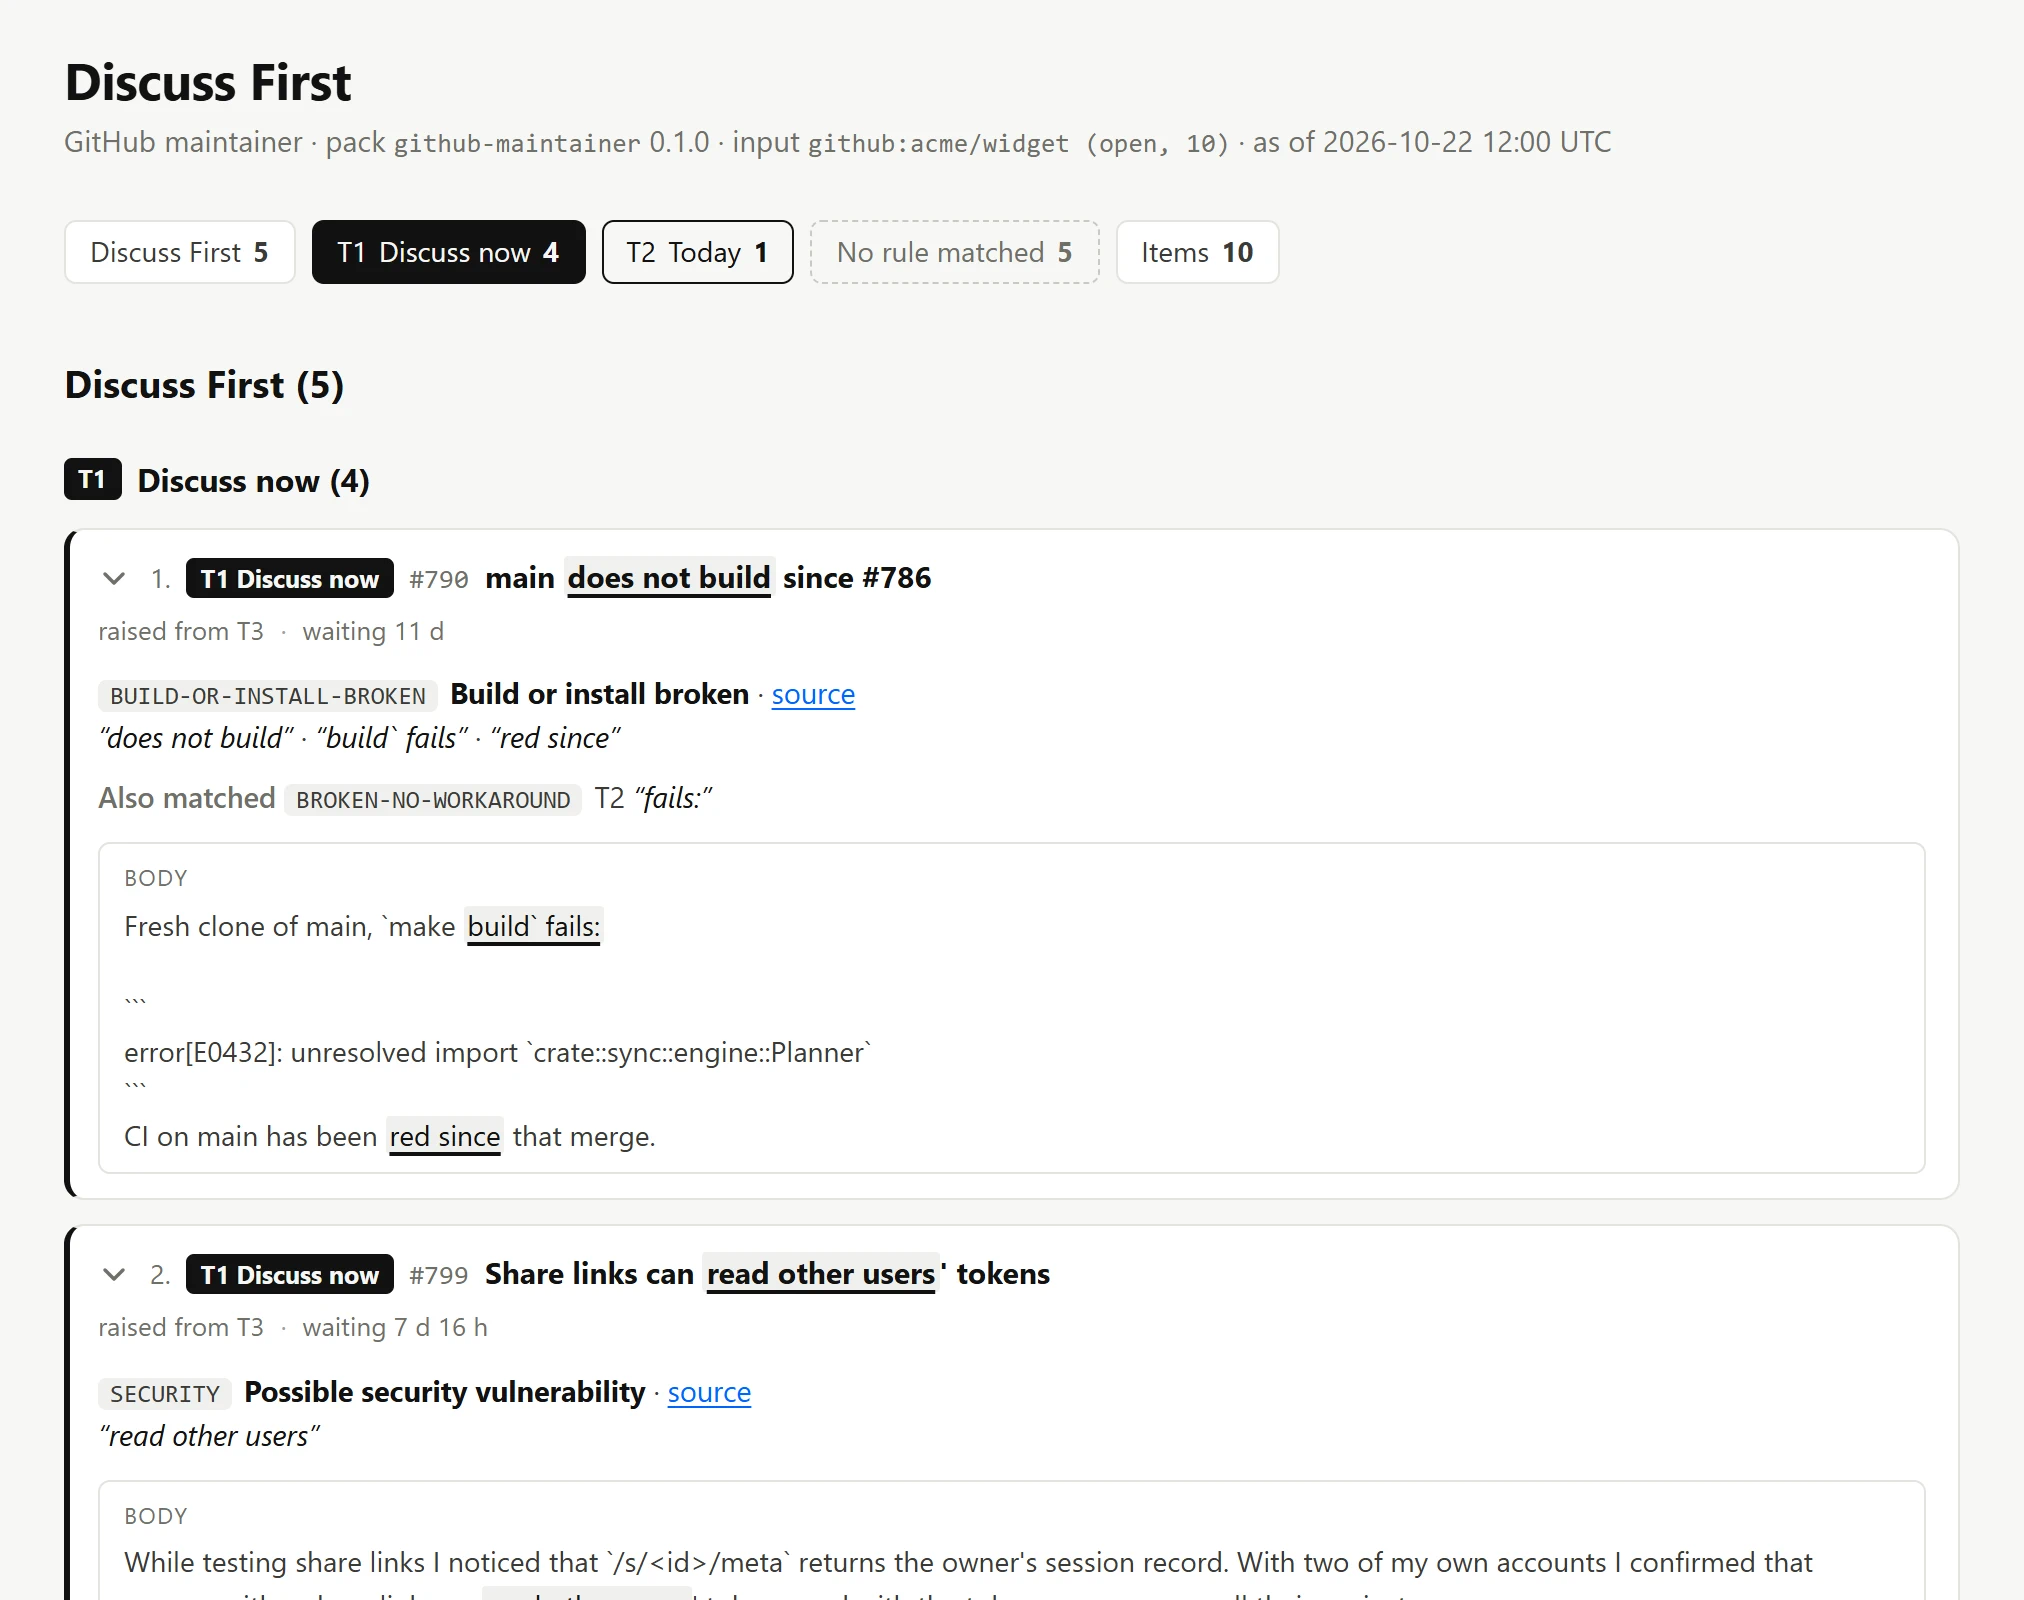 Discuss First
GitHub maintainer · pack github-maintainer 0.1.0 · input github:acme/widget (open, 10) · as of 2026-10-22 12:00 UTC
Discuss First 5
T1 Discuss now 4
T2 Today 1
No rule matched 5
Items 10
Discuss First (5)
T1 Discuss now (4)
1. T1 Discuss now #790 main does not build since #786
raised from T3 · waiting 11 d
BUILD-OR-INSTALL-BROKEN Build or install broken · source
“does not build” · “build` fails” · “red since”
Also matched BROKEN-NO-WORKAROUND T2 “fails:”
BODY
Fresh clone of main, `make build` fails:
```
error[E0432]: unresolved import `crate::sync::engine::Planner`
```
CI on main has been red since that merge.
2. T1 Discuss now #799 Share links can read other users' tokens
raised from T3 · waiting 7 d 16 h
SECURITY Possible security vulnerability · source
“read other users”
BODY
While testing share links I noticed that `/s/<id>/meta` returns the owner's session record. With two of my own accounts I confirmed that